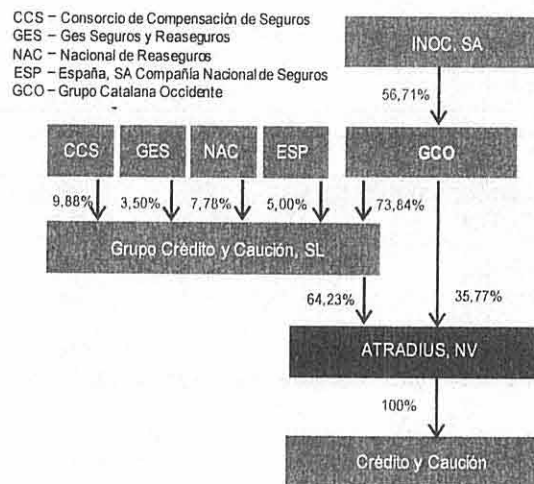 CCS – Consorcio de Compensación de Seguros
GES – Ges Seguros y Reaseguros
NAC – Nacional de Reaseguros
ESP – España, SA Compañía Nacional de Seguros
GCO – Grupo Catalana Occidente
INOC, SA
56,71%
CCS GES NAC ESP GCO
9,88% 3,50% 7,78% 5,00% 73,84%
Grupo Crédito y Caución, SL
64,23% 35,77%
ATRADIUS, NV
100%
Crédito y Caución